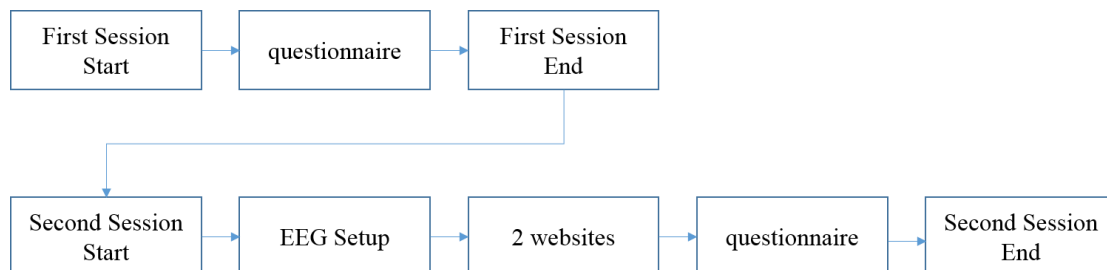 First Session
Start
questionnaire
First Session
End
Second Session
Start
EEG Setup
2 websites
questionnaire
Second Session
End